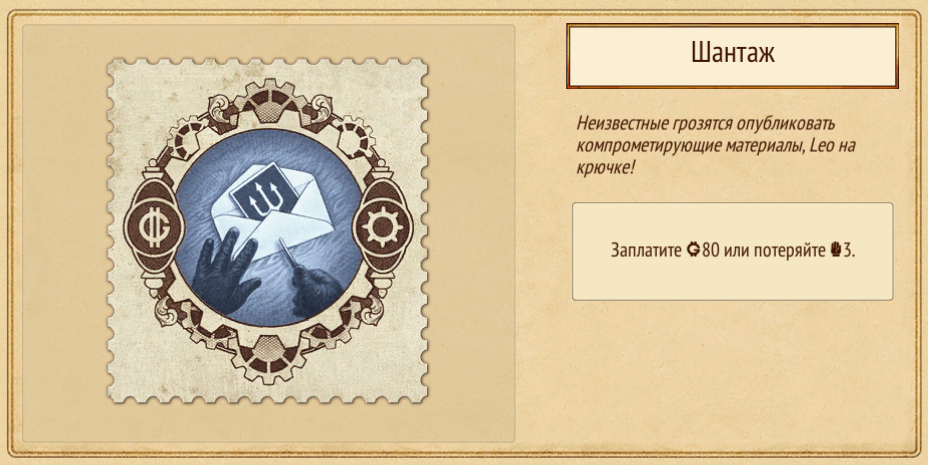 Шантаж
Неизвестные грозятся опубликовать
компрометирующие материалы, Leo на
крючке!
Заплатите 80 или потеряйте 3.